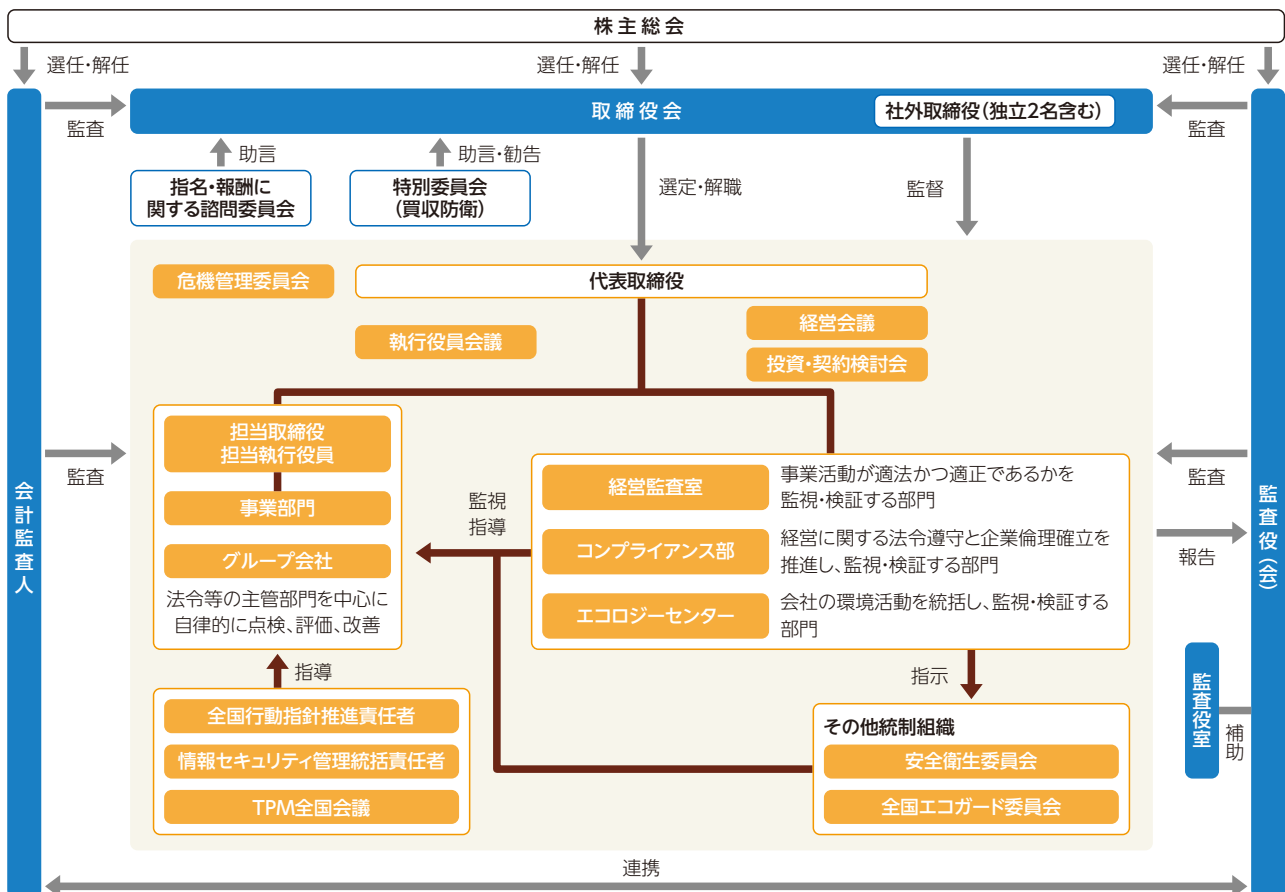 株主総会
選任・解任
選任・解任
選任・解任
取締役会
社外取締役(独立2名含む)
監査
監査
助言
助言・勧告
指名・報酬に
関する諮問委員会
特別委員会
(買収防衛)
選定・解職
監督
危機管理委員会
代表取締役
執行役員会議
経営会議
投資・契約検討会
担当取締役
担当執行役員
事業部門
グループ会社
法令等の主管部門を中心に
自律的に点検、評価、改善
監査
監視
指導
経営監査室
事業活動が適法かつ適正であるかを
監視・検証する部門
コンプライアンス部
経営に関する法令遵守と企業倫理確立を
推進し、監視・検証する部門
エコロジーセンター
会社の環境活動を統括し、監視・検証する
部門
監査
報告
会計監査人
監査役(会)
指導
指示
全国行動指針推進責任者
情報セキュリティ管理統括責任者
TPM全国会議
その他統制組織
安全衛生委員会
全国エコガード委員会
監査役室
補助
連携